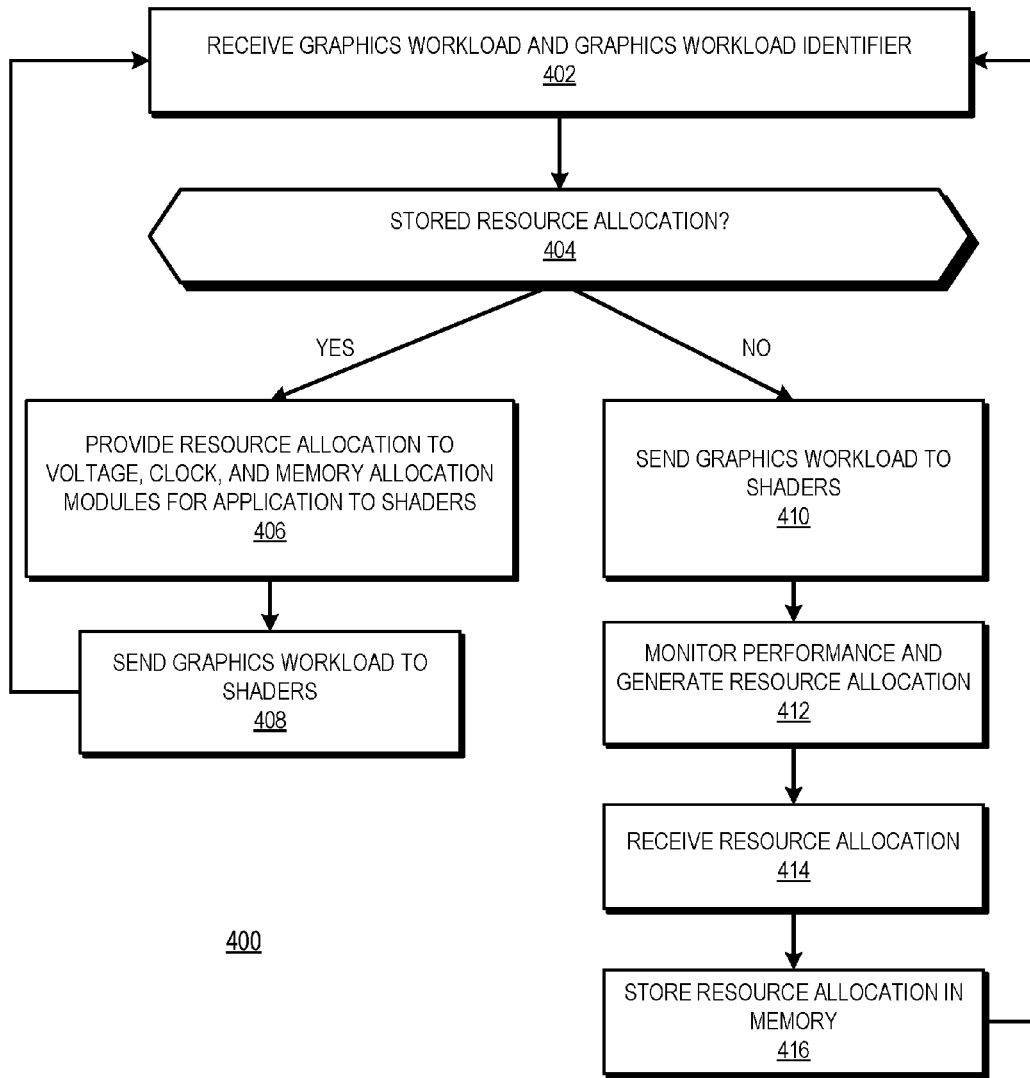 RECEIVE GRAPHICS WORKLOAD AND GRAPHICS WORKLOAD IDENTIFIER
402
STORED RESOURCE ALLOCATION?
404
YES
NO
PROVIDE RESOURCE ALLOCATION TO
VOLTAGE, CLOCK, AND MEMORY ALLOCATION
MODULES FOR APPLICATION TO SHADERS
406
SEND GRAPHICS WORKLOAD TO
SHADERS
408
SEND GRAPHICS WORKLOAD TO
SHADERS
410
MONITOR PERFORMANCE AND
GENERATE RESOURCE ALLOCATION
412
RECEIVE RESOURCE ALLOCATION
414
STORE RESOURCE ALLOCATION IN
MEMORY
416
400